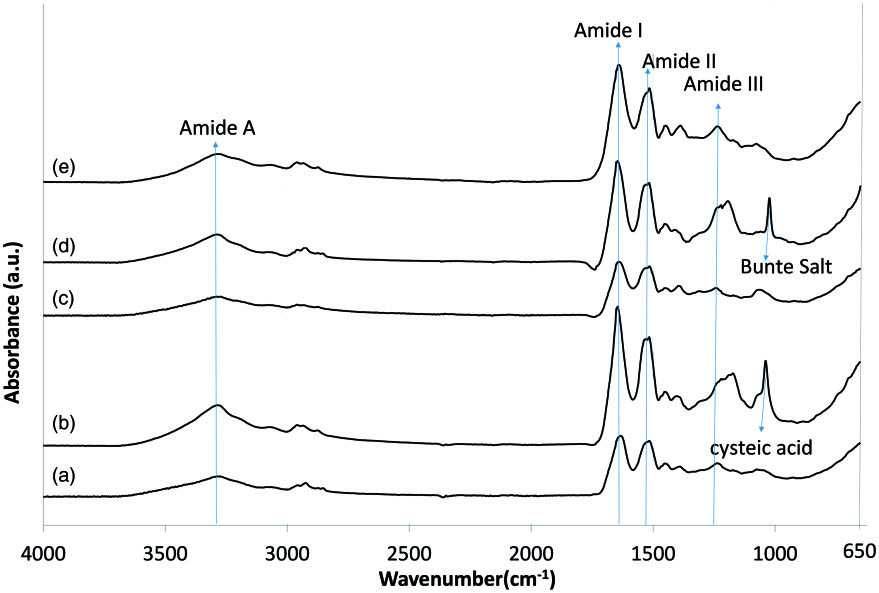 Amide I
Amide II
Amide III
Amide A
(e)
(d)
Bunte Salt
(c)
(b)
cysteic acid
(a)
Absorbance (a.u.)
4000 3500 3000 2500 2000 1500 1000 650
Wavenumber(cm-1)